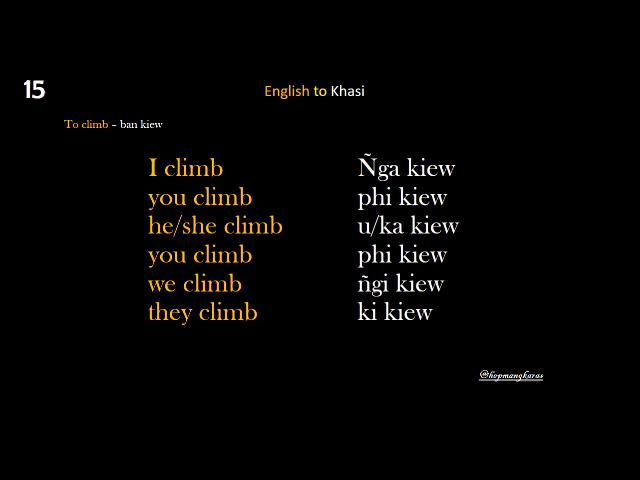 15
English to Khasi
To climb – ban kiew
I climb Ñga kiew
you climb phi kiew
he/she climb u/ka kiew
you climb phi kiew
we climb ñgi kiew
they climb ki kiew
@hopmangkaras